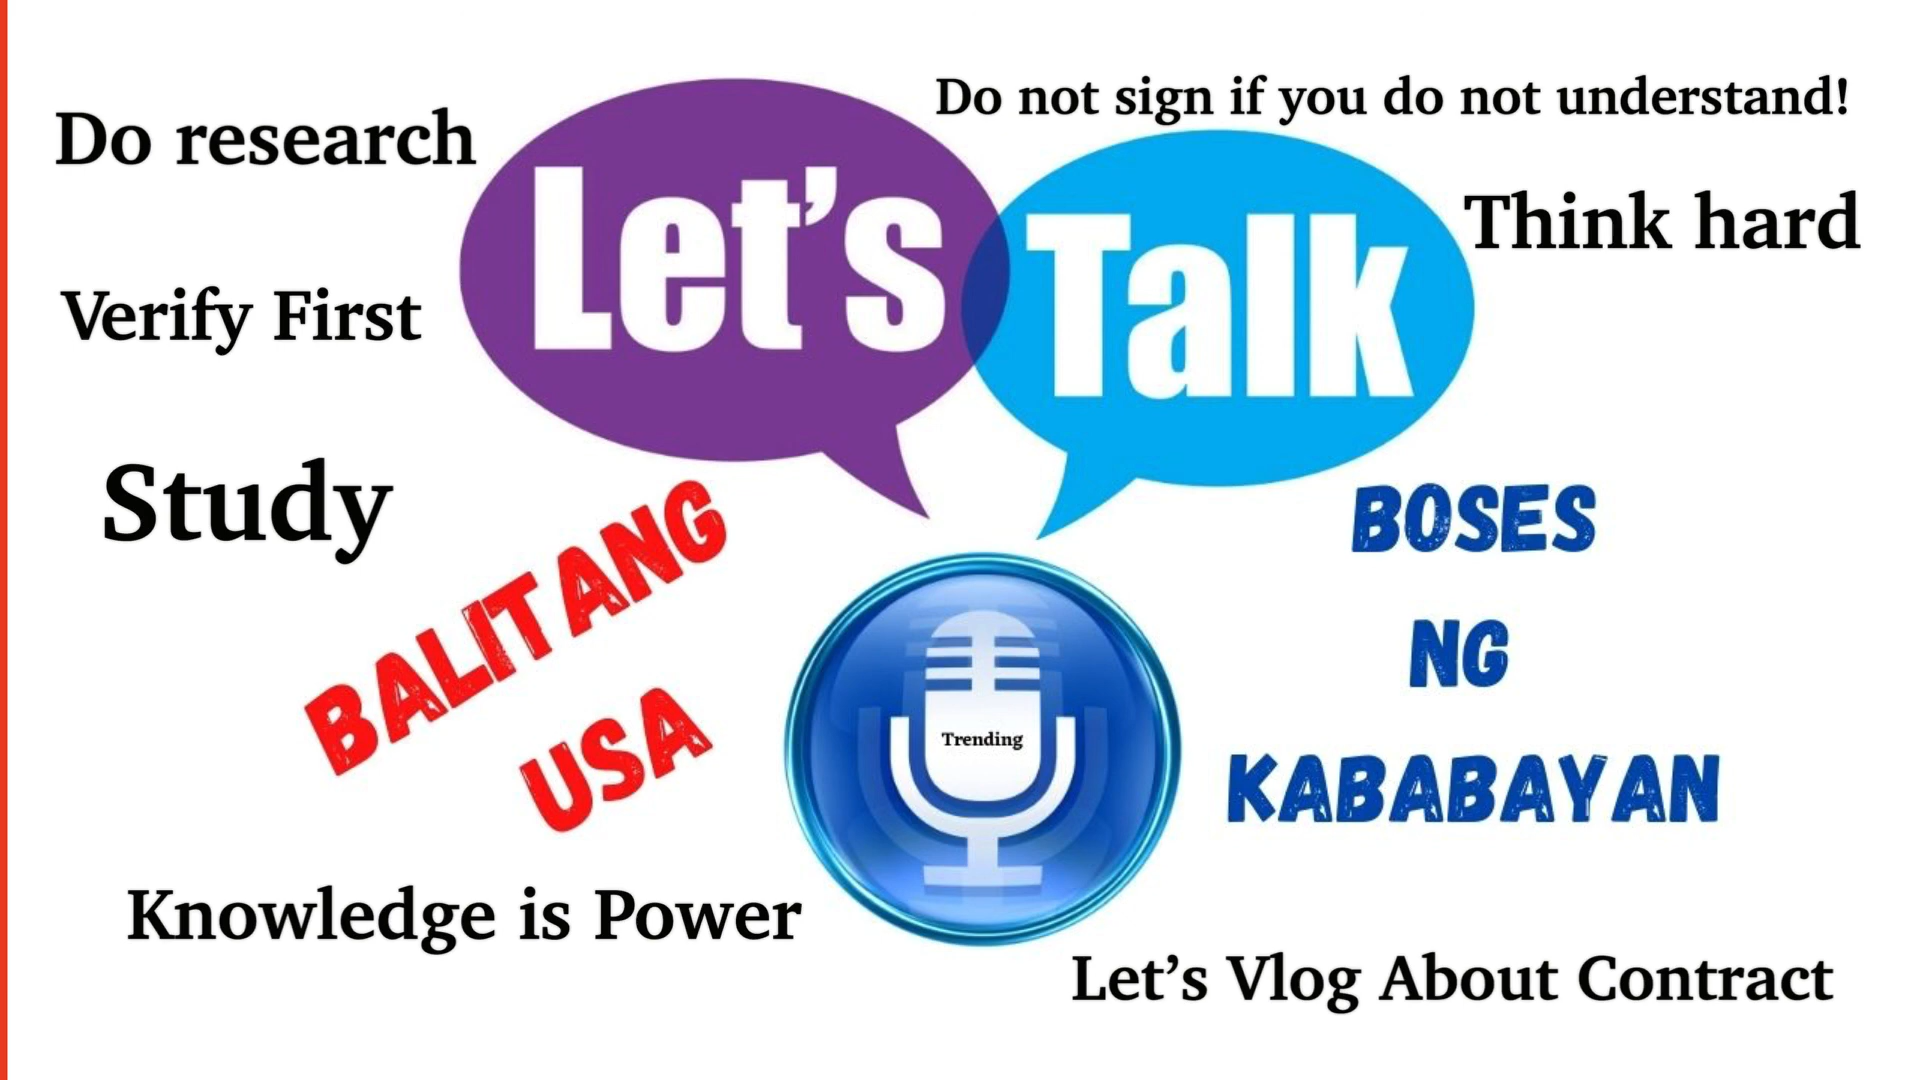 Do not sign if you do not understand!
Do research
Let's
Talk
Think hard
Verify First
Study
BALITANG
USA
BOSES
NG
KABABAYAN
Trending
Knowledge is Power
Let's Vlog About Contract